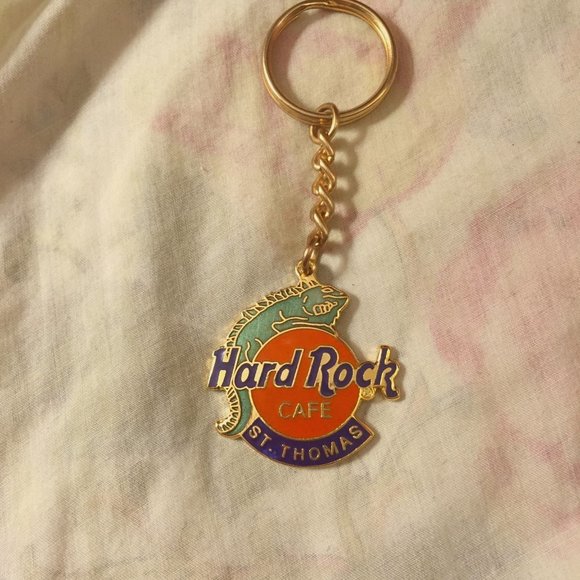 Hard Rock
CAFE
ST. THOMAS